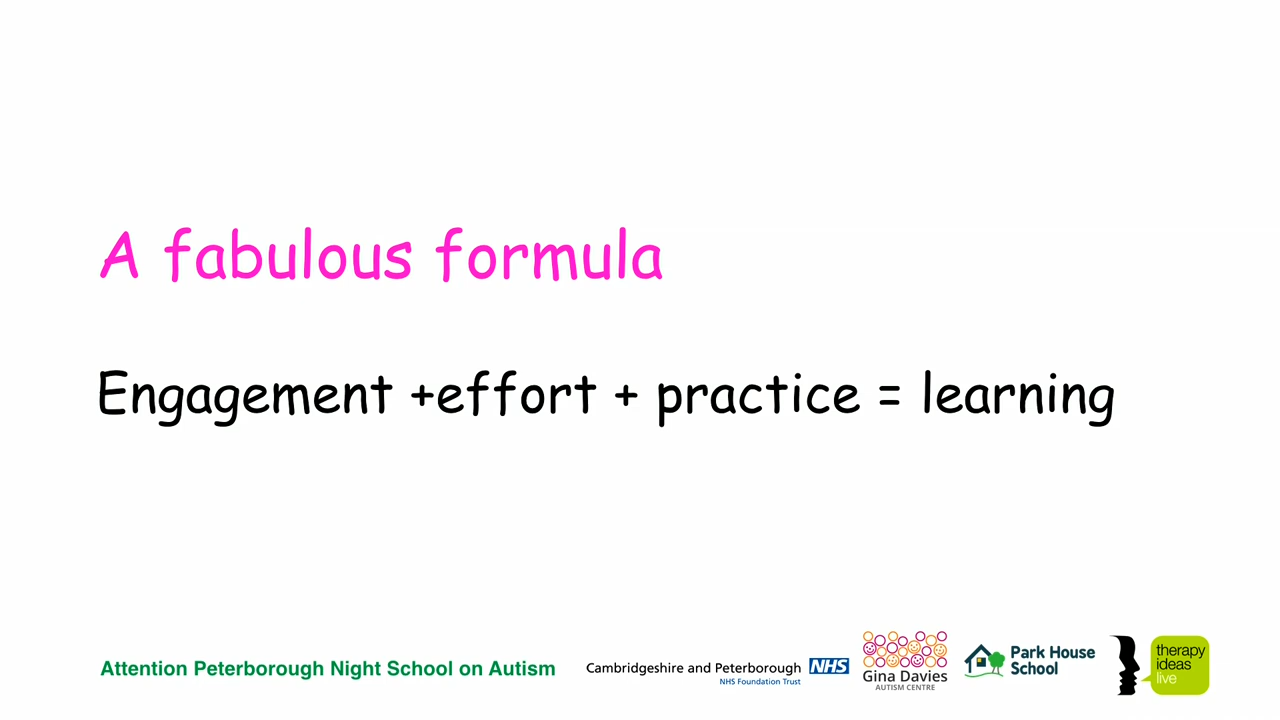 A fabulous formula
Engagement +effort + practice = learning
Attention Peterborough Night School on Autism
Cambridgeshire and Peterborough NHS
NHS Foundation Trust
Gina Davies
AUTISM CENTRE
Park House
School
therapy
ideas
live